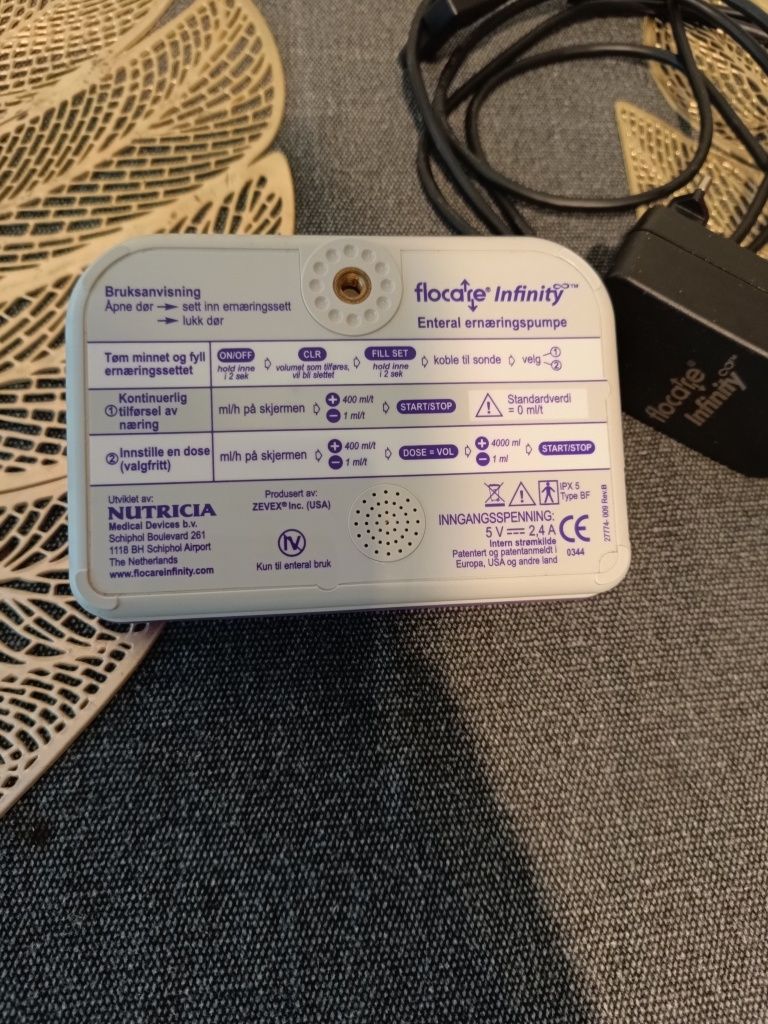 Bruksanvisning
Åpne dør → sett inn ernæringssett
→ lukk dør
flocare® Infinity™
Enteral ernæringspumpe
Tøm minnet og fyll ernæringssettet
ON/OFF hold inne i 2 sek
CLR volumet som tilføres, vil bli slettet
FILL SET hold inne i 2 sek
koble til sonde
velg ① ②
① Kontinuerlig tilførsel av næring
ml/h på skjermen
+ 400 ml/t
− 1 ml/t
START/STOP
Standardverdi = 0 ml/t
② Innstille en dose (valgfritt)
ml/h på skjermen
+ 400 ml/t
− 1 ml/t
DOSE = VOL
+ 4000 ml
− 1 ml
START/STOP
Utviklet av:
NUTRICIA
Medical Devices b.v.
Schiphol Boulevard 261
1118 BH Schiphol Airport
The Netherlands
www.flocareinfinity.com
Produsert av:
ZEVEX® Inc. (USA)
IV
Kun til enteral bruk
IPX 5
Type BF
INNGANGSSPENNING:
5 V 2,4 A
Intern strømkilde
Patentert og patentanmeldt i
Europa, USA og andre land
CE
0344
27774- 009 Rev.B
flocare® Infinity™